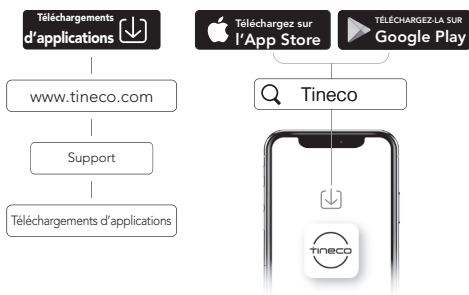 Téléchargements
d'applications
www.tineco.com
Support
Téléchargements d'applications
Téléchargez sur
l'App Store
TÉLÉCHARGEZ-LA SUR
Google Play
Tineco
tineco